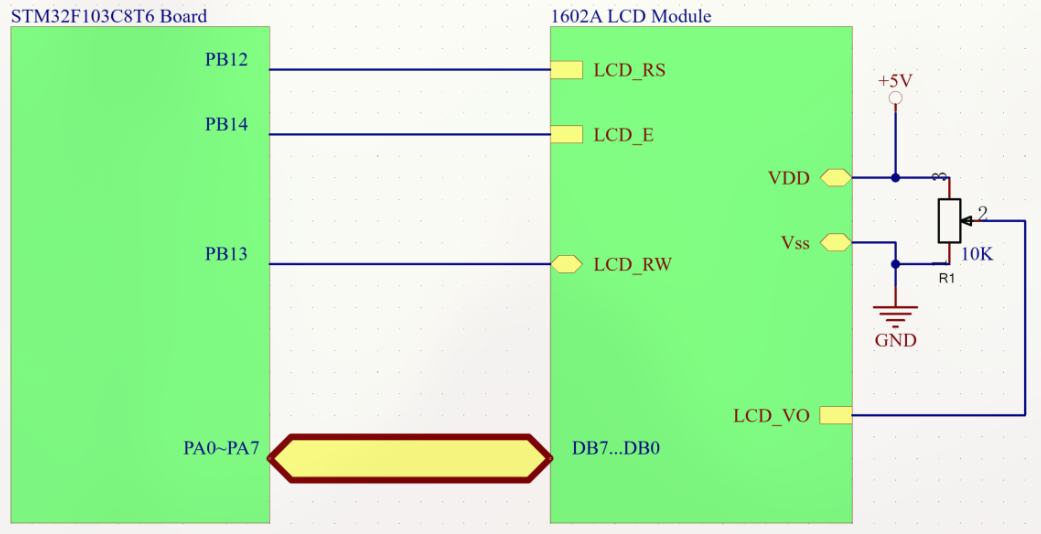 STM32F103C8T6 Board
1602A LCD Module
PB12
LCD_RS
+5V
PB14
LCD_E
VDD
3
2
Vss
10K
PB13
LCD_RW
1
R1
GND
LCD_VO
PA0~PA7
DB7...DB0